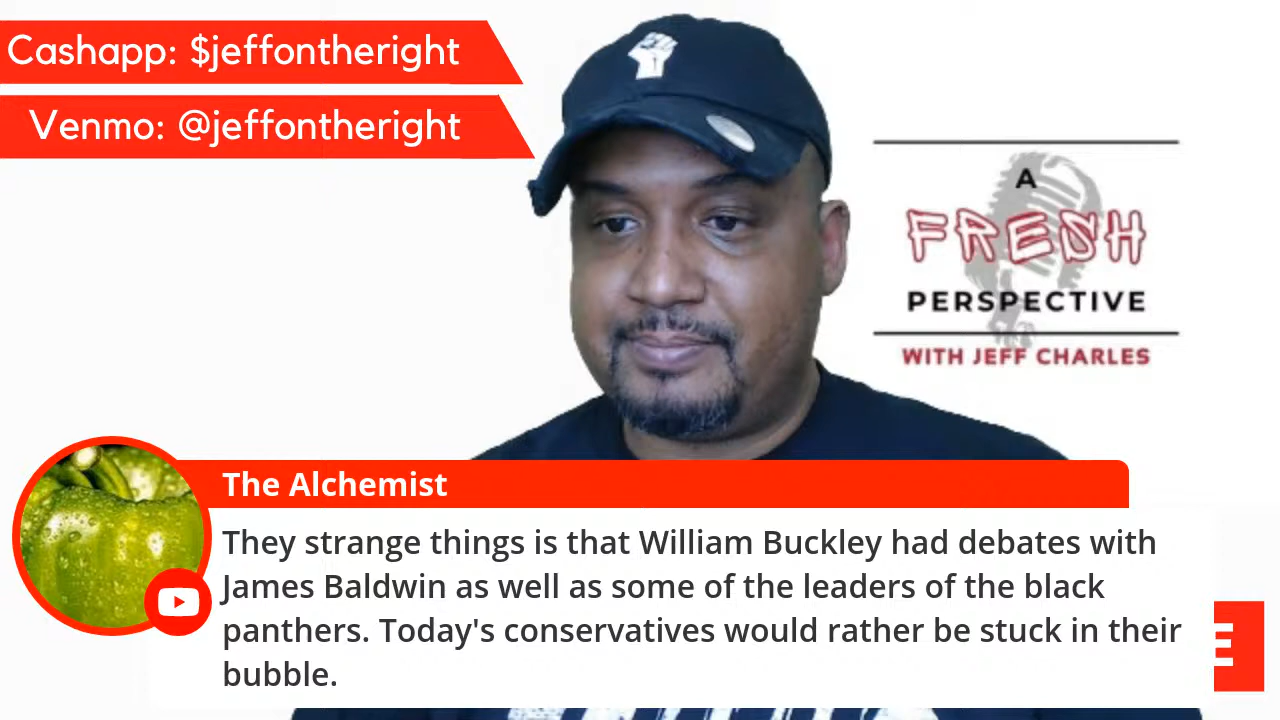 Cashapp: $jeffontheright
Venmo: @jeffontheright
A
FRESH
PERSPECTIVE
WITH JEFF CHARLES
The Alchemist
They strange things is that William Buckley had debates with
James Baldwin as well as some of the leaders of the black
panthers. Today's conservatives would rather be stuck in their
bubble.